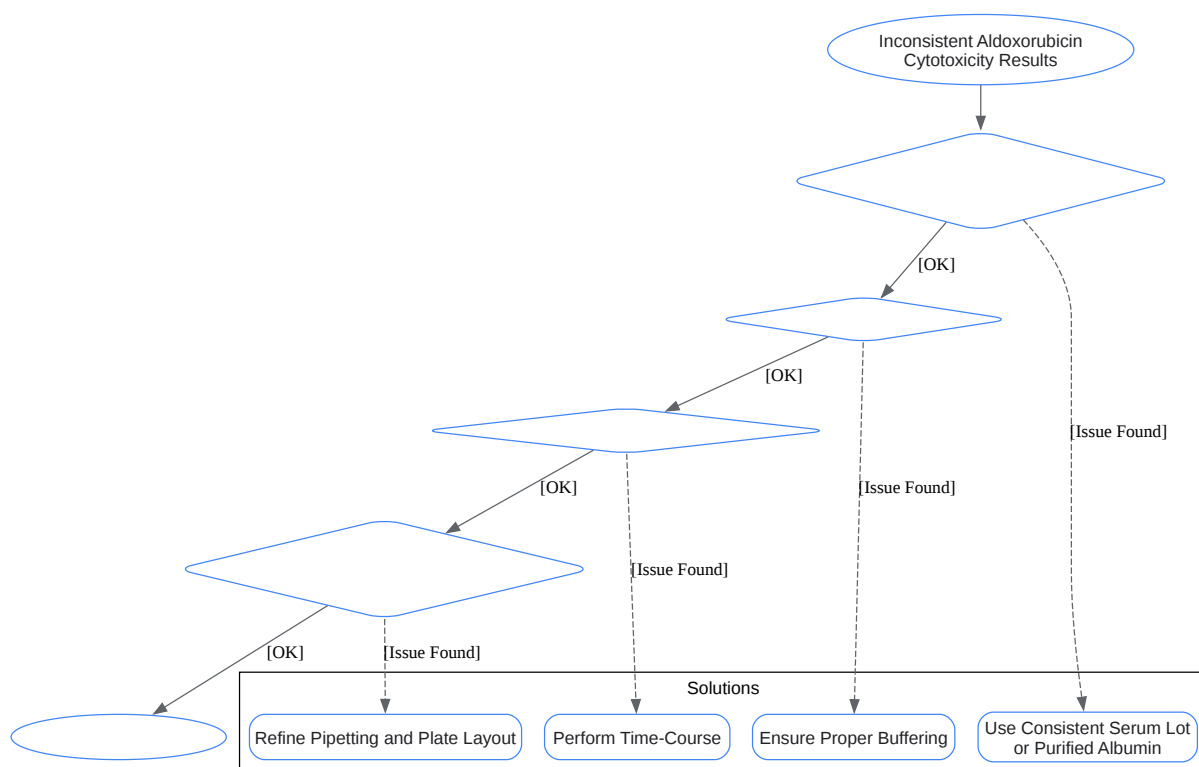 Inconsistent Aldoxorubicin
Cytotoxicity Results
[OK]
[OK]
[Issue Found]
[OK]
[Issue Found]
[Issue Found]
[OK]
[Issue Found]
Solutions
Refine Pipetting and Plate Layout
Perform Time-Course
Ensure Proper Buffering
Use Consistent Serum Lot
or Purified Albumin